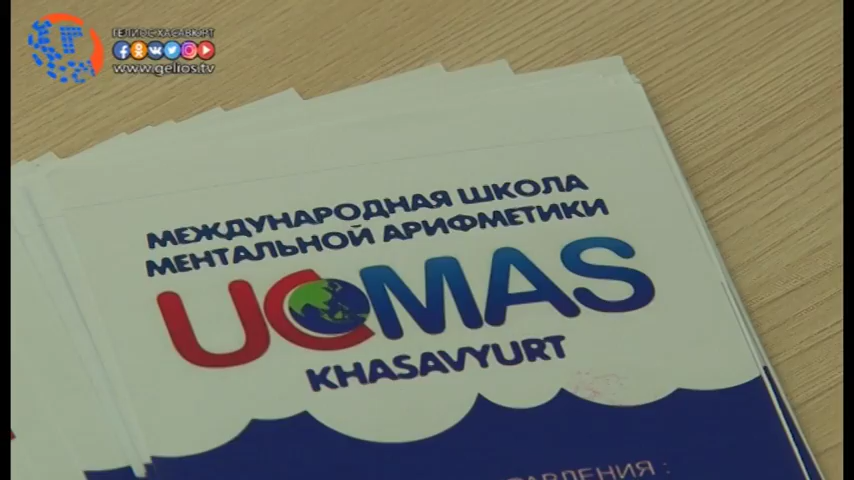 ГЕЛИОС ХАСАВЮРТ
www.gelios.tv
МЕЖДУНАРОДНАЯ ШКОЛА
МЕНТАЛЬНОЙ АРИФМЕТИКИ
UCMAS
KHASAVYURT